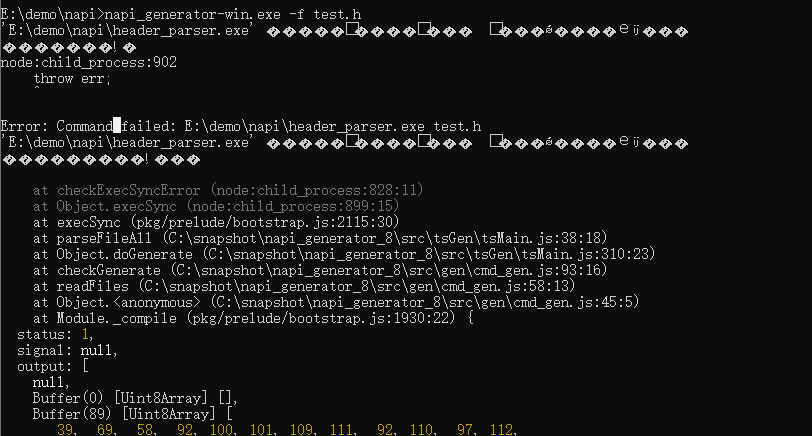 E:\demo\napi>napi_generator-win.exe -f test.h
'E:\demo\napi\header_parser.exe'
node:child_process:902
throw err;
^
Error: Command failed: E:\demo\napi\header_parser.exe test.h
'E:\demo\napi\header_parser.exe'
at checkExecSyncError (node:child_process:828:11)
at Object.execSync (node:child_process:899:15)
at execSync (pkg/prelude/bootstrap.js:2115:30)
at parseFileAll (C:\snapshot\napi_generator_8\src\tsGen\tsMain.js:38:18)
at Object.doGenerate (C:\snapshot\napi_generator_8\src\tsGen\tsMain.js:310:23)
at checkGenerate (C:\snapshot\napi_generator_8\src\gen\cmd_gen.js:93:16)
at readFiles (C:\snapshot\napi_generator_8\src\gen\cmd_gen.js:58:13)
at Object.<anonymous> (C:\snapshot\napi_generator_8\src\gen\cmd_gen.js:45:5)
at Module._compile (pkg/prelude/bootstrap.js:1930:22) {
status: 1,
signal: null,
output: [
null,
Buffer(0) [Uint8Array] [],
Buffer(89) [Uint8Array] [
39, 69, 58, 92, 100, 101, 109, 111, 92, 110, 97, 112,